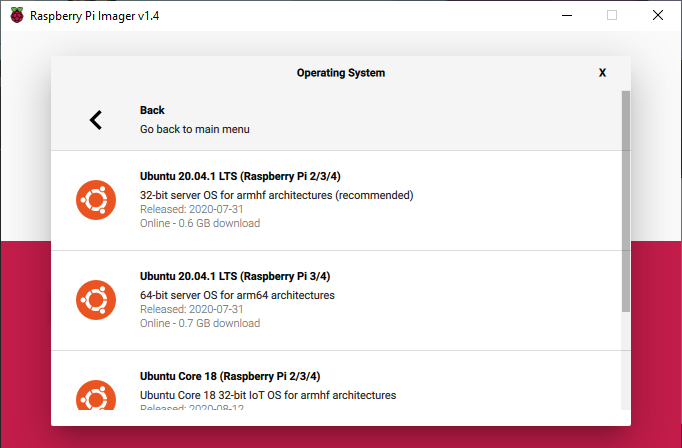 Raspberry Pi Imager v1.4
Operating System
X
Back
Go back to main menu
Ubuntu 20.04.1 LTS (Raspberry Pi 2/3/4)
32-bit server OS for armhf architectures (recommended)
Released: 2020-07-31
Online - 0.6 GB download
Ubuntu 20.04.1 LTS (Raspberry Pi 3/4)
64-bit server OS for arm64 architectures
Released: 2020-07-31
Online - 0.7 GB download
Ubuntu Core 18 (Raspberry Pi 2/3/4)
Ubuntu Core 18 32-bit IoT OS for armhf architectures
Released: 2020-08-12